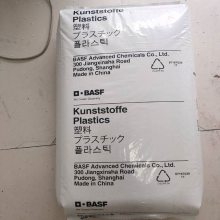 Kunststoffe
Plastics
塑料
プラスチック
플라스틱
BASF Advanced Chemicals Co., Ltd.
300 Jiangxinsha Road
Pudong, Shanghai
Made in China
BASF
Kunststoffe
Plastics
塑料
プラスチック
플라스틱
BASF Advanced Chemicals Co., Ltd.
300 Jiangxinsha Road
Pudong, Shanghai
Made in China
BASF